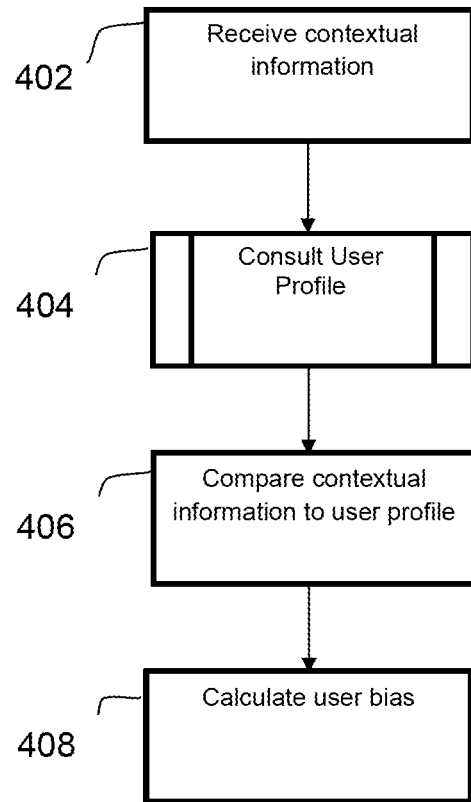 Receive contextual
information
402
Consult User
Profile
404
Compare contextual
information to user profile
406
Calculate user bias
408